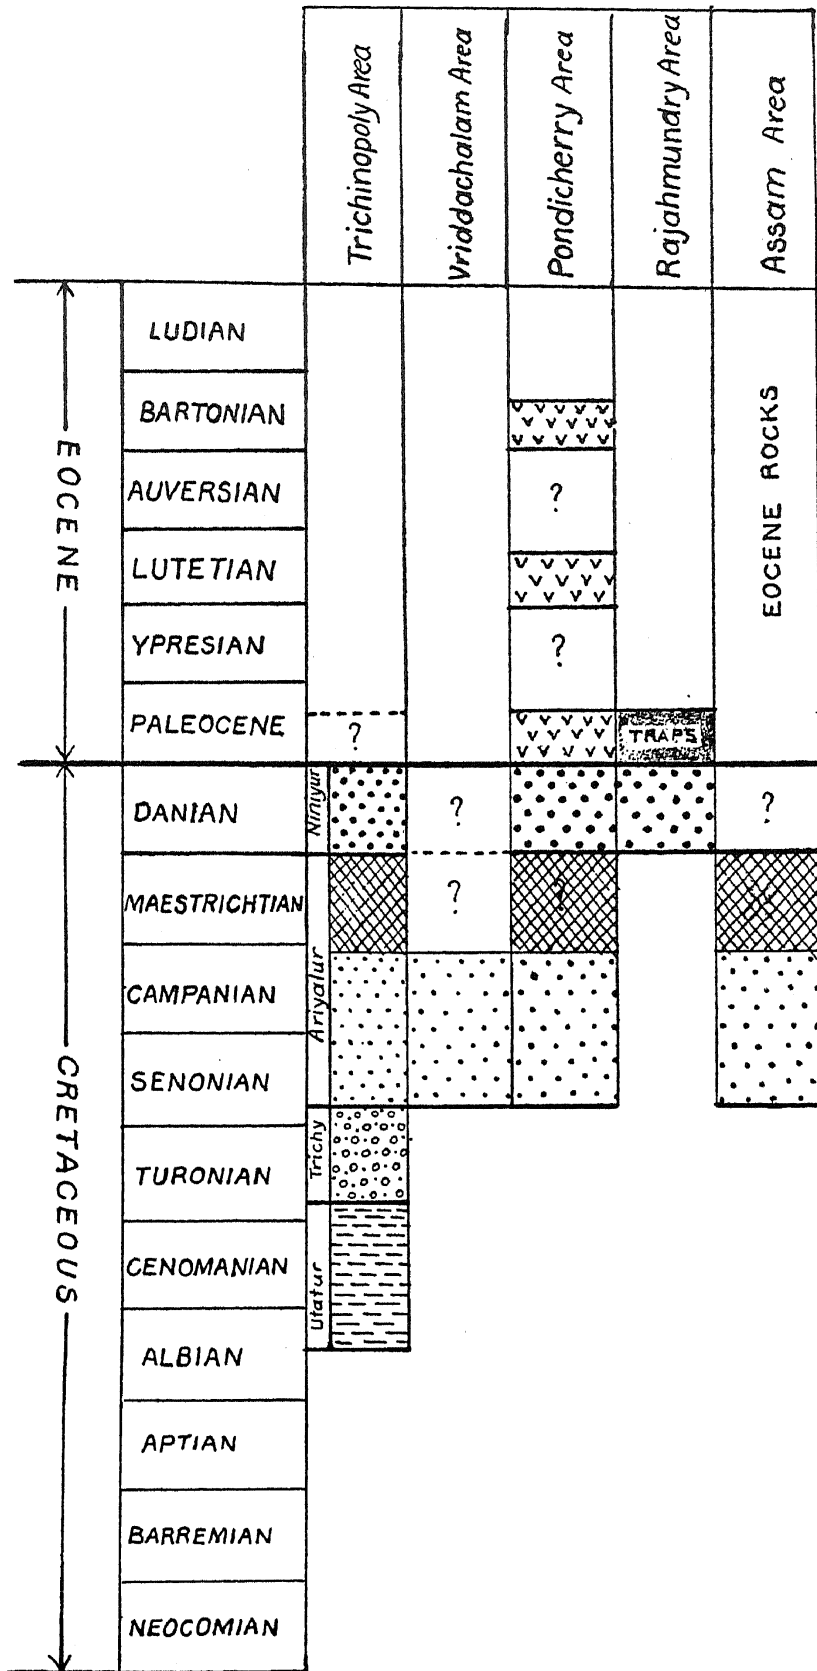 Trichinopoly Area
Vriddachalam Area
Pondicherry Area
Rajahmundry Area
Assam Area
EOCENE
LUDIAN
BARTONIAN
AUVERSIAN
?
LUTETIAN
YPRESIAN
?
PALEOCENE
?
TRAPS
EOCENE ROCKS
CRETACEOUS
DANIAN
Niniyur
?
?
MAESTRICHTIAN
?
?
CAMPANIAN
Ariyalur
SENONIAN
TURONIAN
Trichy
CENOMANIAN
Utatur
ALBIAN
APTIAN
BARREMIAN
NEOCOMIAN